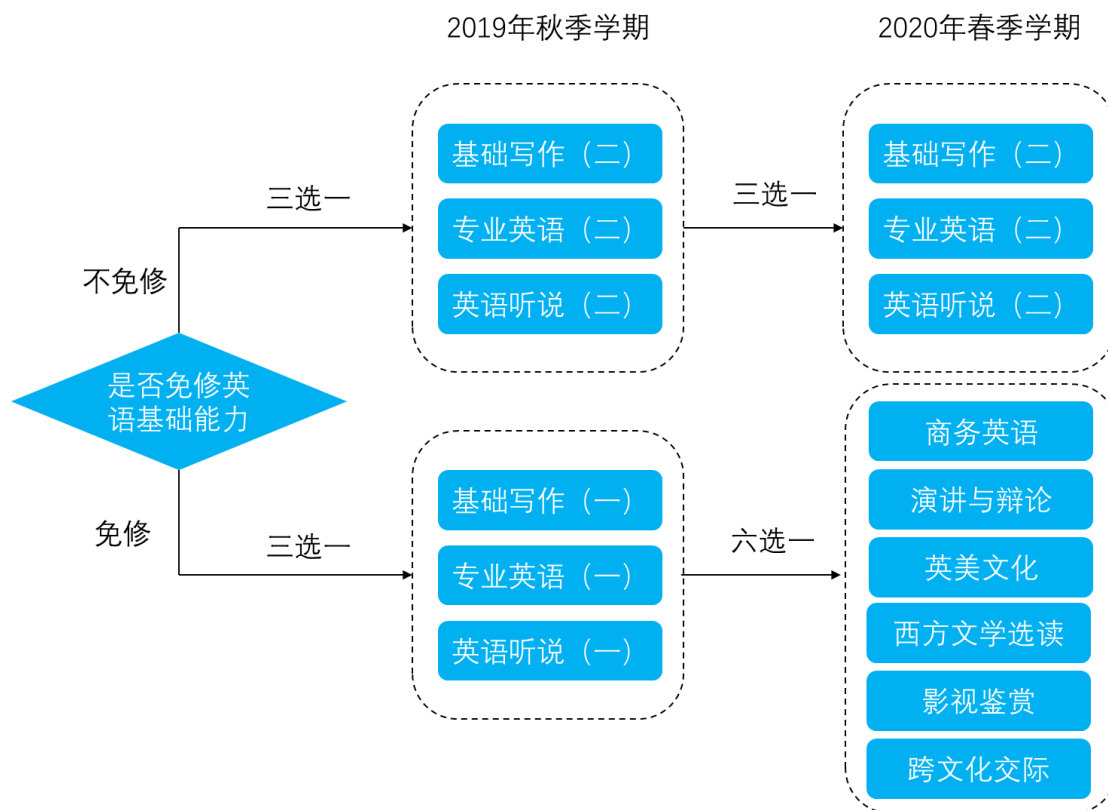 2019年秋季学期
2020年春季学期
基础写作（二）
专业英语（二）
英语听说（二）
三选一
基础写作（二）
专业英语（二）
英语听说（二）
三选一
不免修
是否免修英
语基础能力
免修
三选一
基础写作（一）
专业英语（一）
英语听说（一）
六选一
商务英语
演讲与辩论
英美文化
西方文学选读
影视鉴赏
跨文化交际